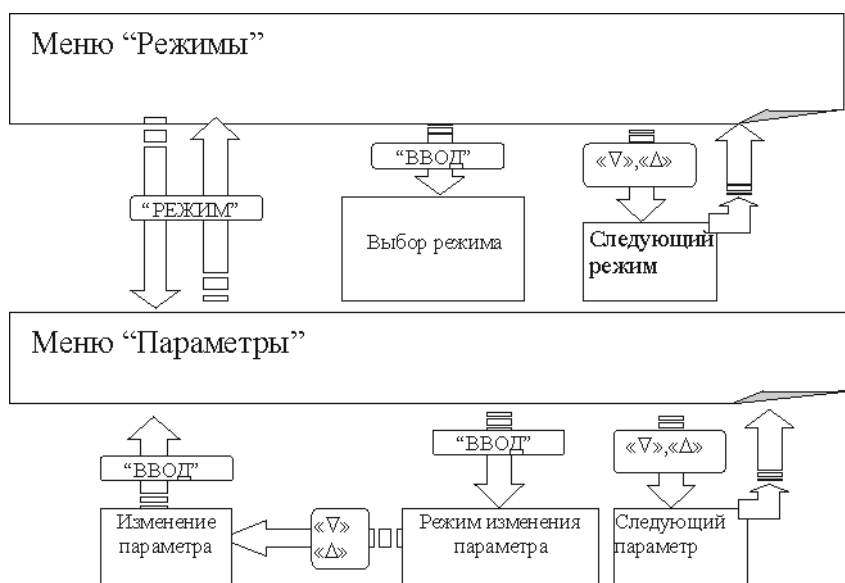 Меню “Режимы”
“ВВОД”
«∇»,«Δ»
“РЕЖИМ”
Выбор режима
Следующий
режим
Меню “Параметры”
“ВВОД”
“ВВОД”
«∇»,«Δ»
Изменение
параметра
«∇»
«Δ»
Режим изменения
параметра
Следующий
параметр